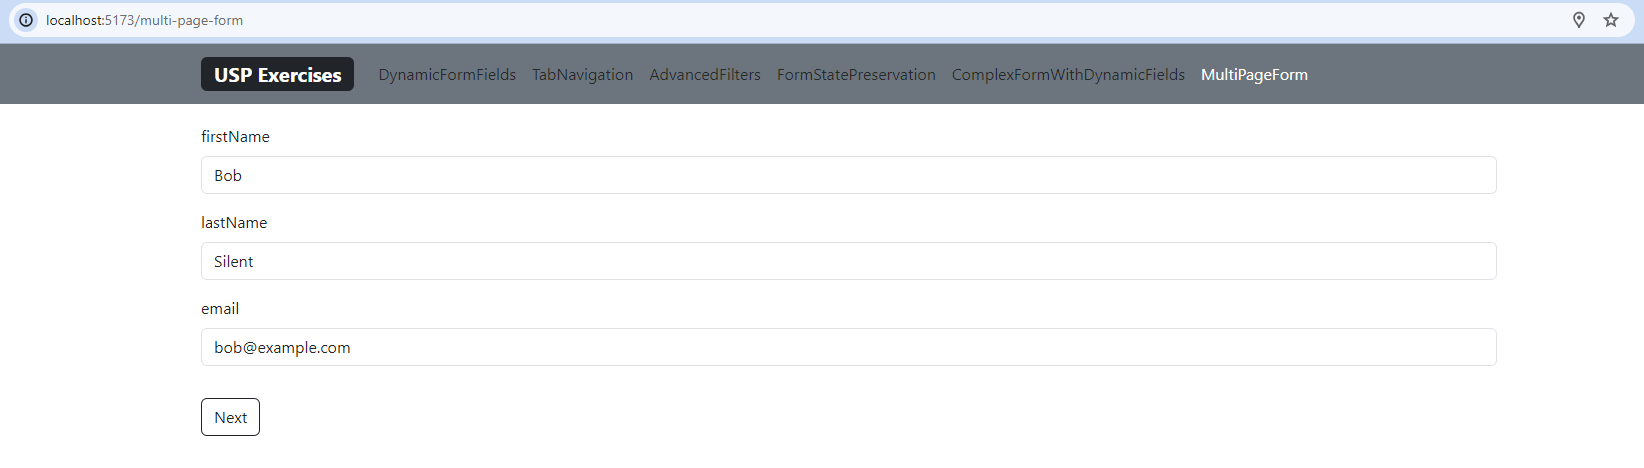 localhost:5173/multi-page-form
USP Exercises DynamicFormFields TabNavigation AdvancedFilters FormStatePreservation ComplexFormWithDynamicFields MultiPageForm
firstName
Bob
lastName
Silent
email
bob@example.com
Next